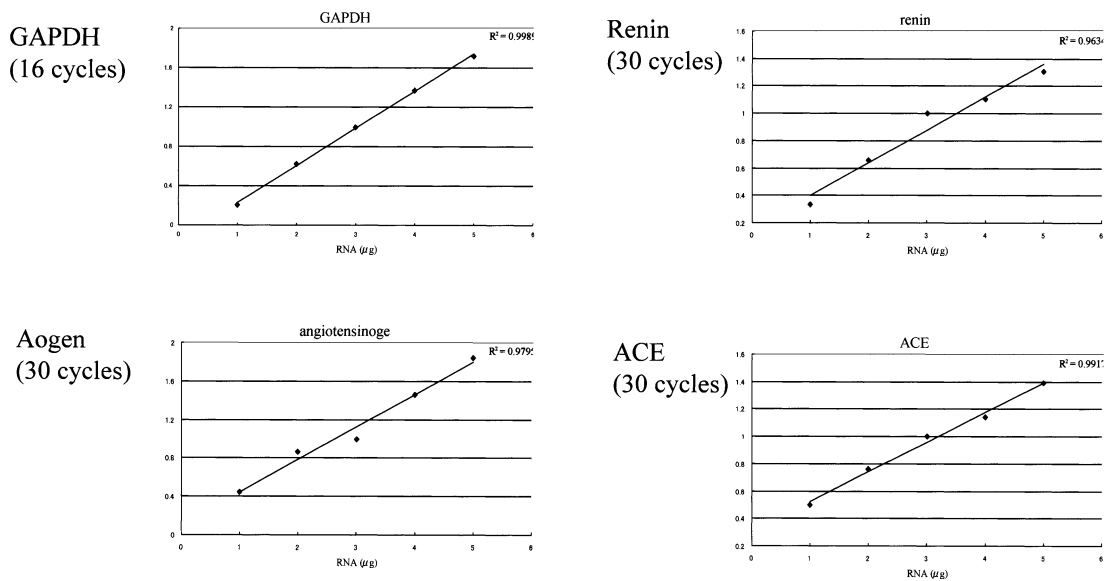 GAPDH
(16 cycles)
GAPDH
R² = 0.9989
2
1.6
1.2
0.8
0.4
0
0 1 2 3 4 5 6
RNA (μg)
Renin
(30 cycles)
renin
R² = 0.9634
1.6
1.4
1.2
1
0.8
0.6
0.4
0.2
0 1 2 3 4 5 6
RNA (μg)
Aogen
(30 cycles)
angiotensinoge
R² = 0.9795
2
1.6
1.2
0.8
0.4
0
0 1 2 3 4 5 6
RNA (μg)
ACE
(30 cycles)
ACE
R² = 0.9917
1.6
1.4
1.2
1
0.8
0.6
0.4
0.2
0 1 2 3 4 5 6
RNA (μg)